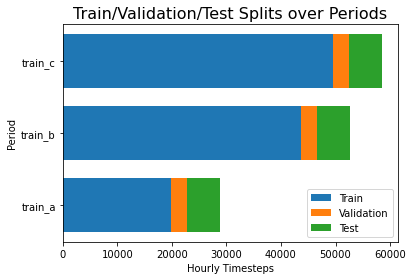 Train/Validation/Test Splits over Periods
train_c
train_b
train_a
Period
Train
Validation
Test
0 10000 20000 30000 40000 50000 60000
Hourly Timesteps